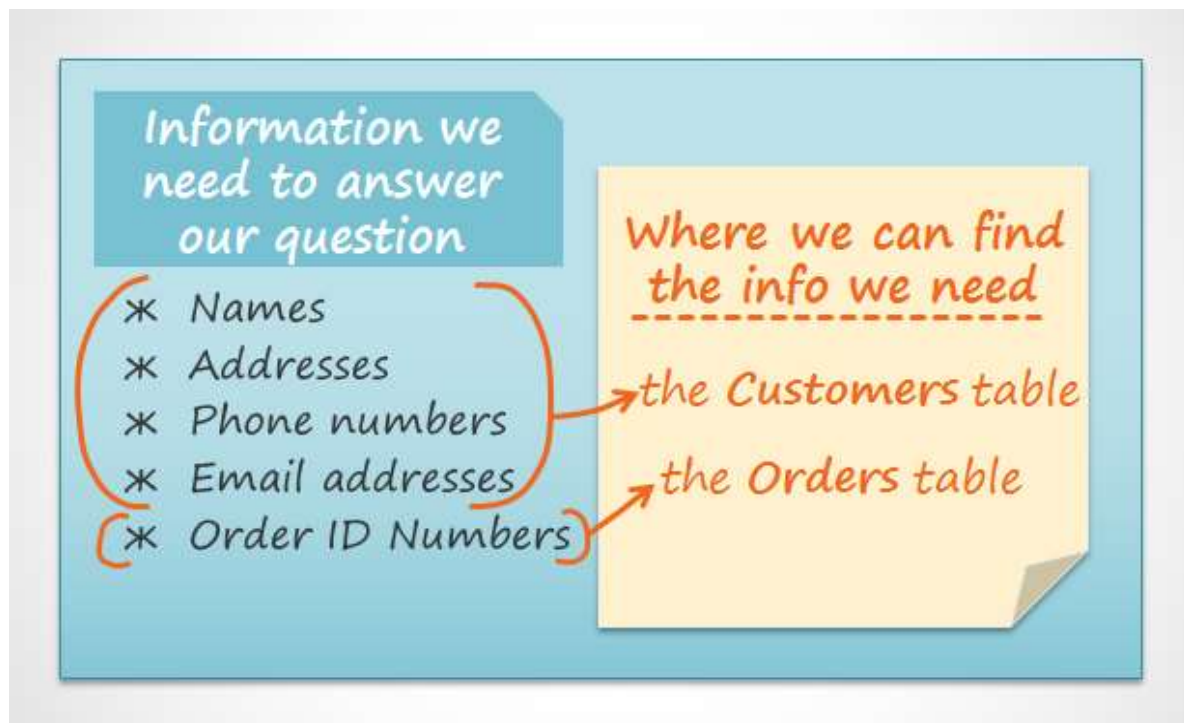 Information we
need to answer
our question
ж Names
ж Addresses
ж Phone numbers
ж Email addresses
ж Order ID Numbers
Where we can find
the info we need
the Customers table
the Orders table